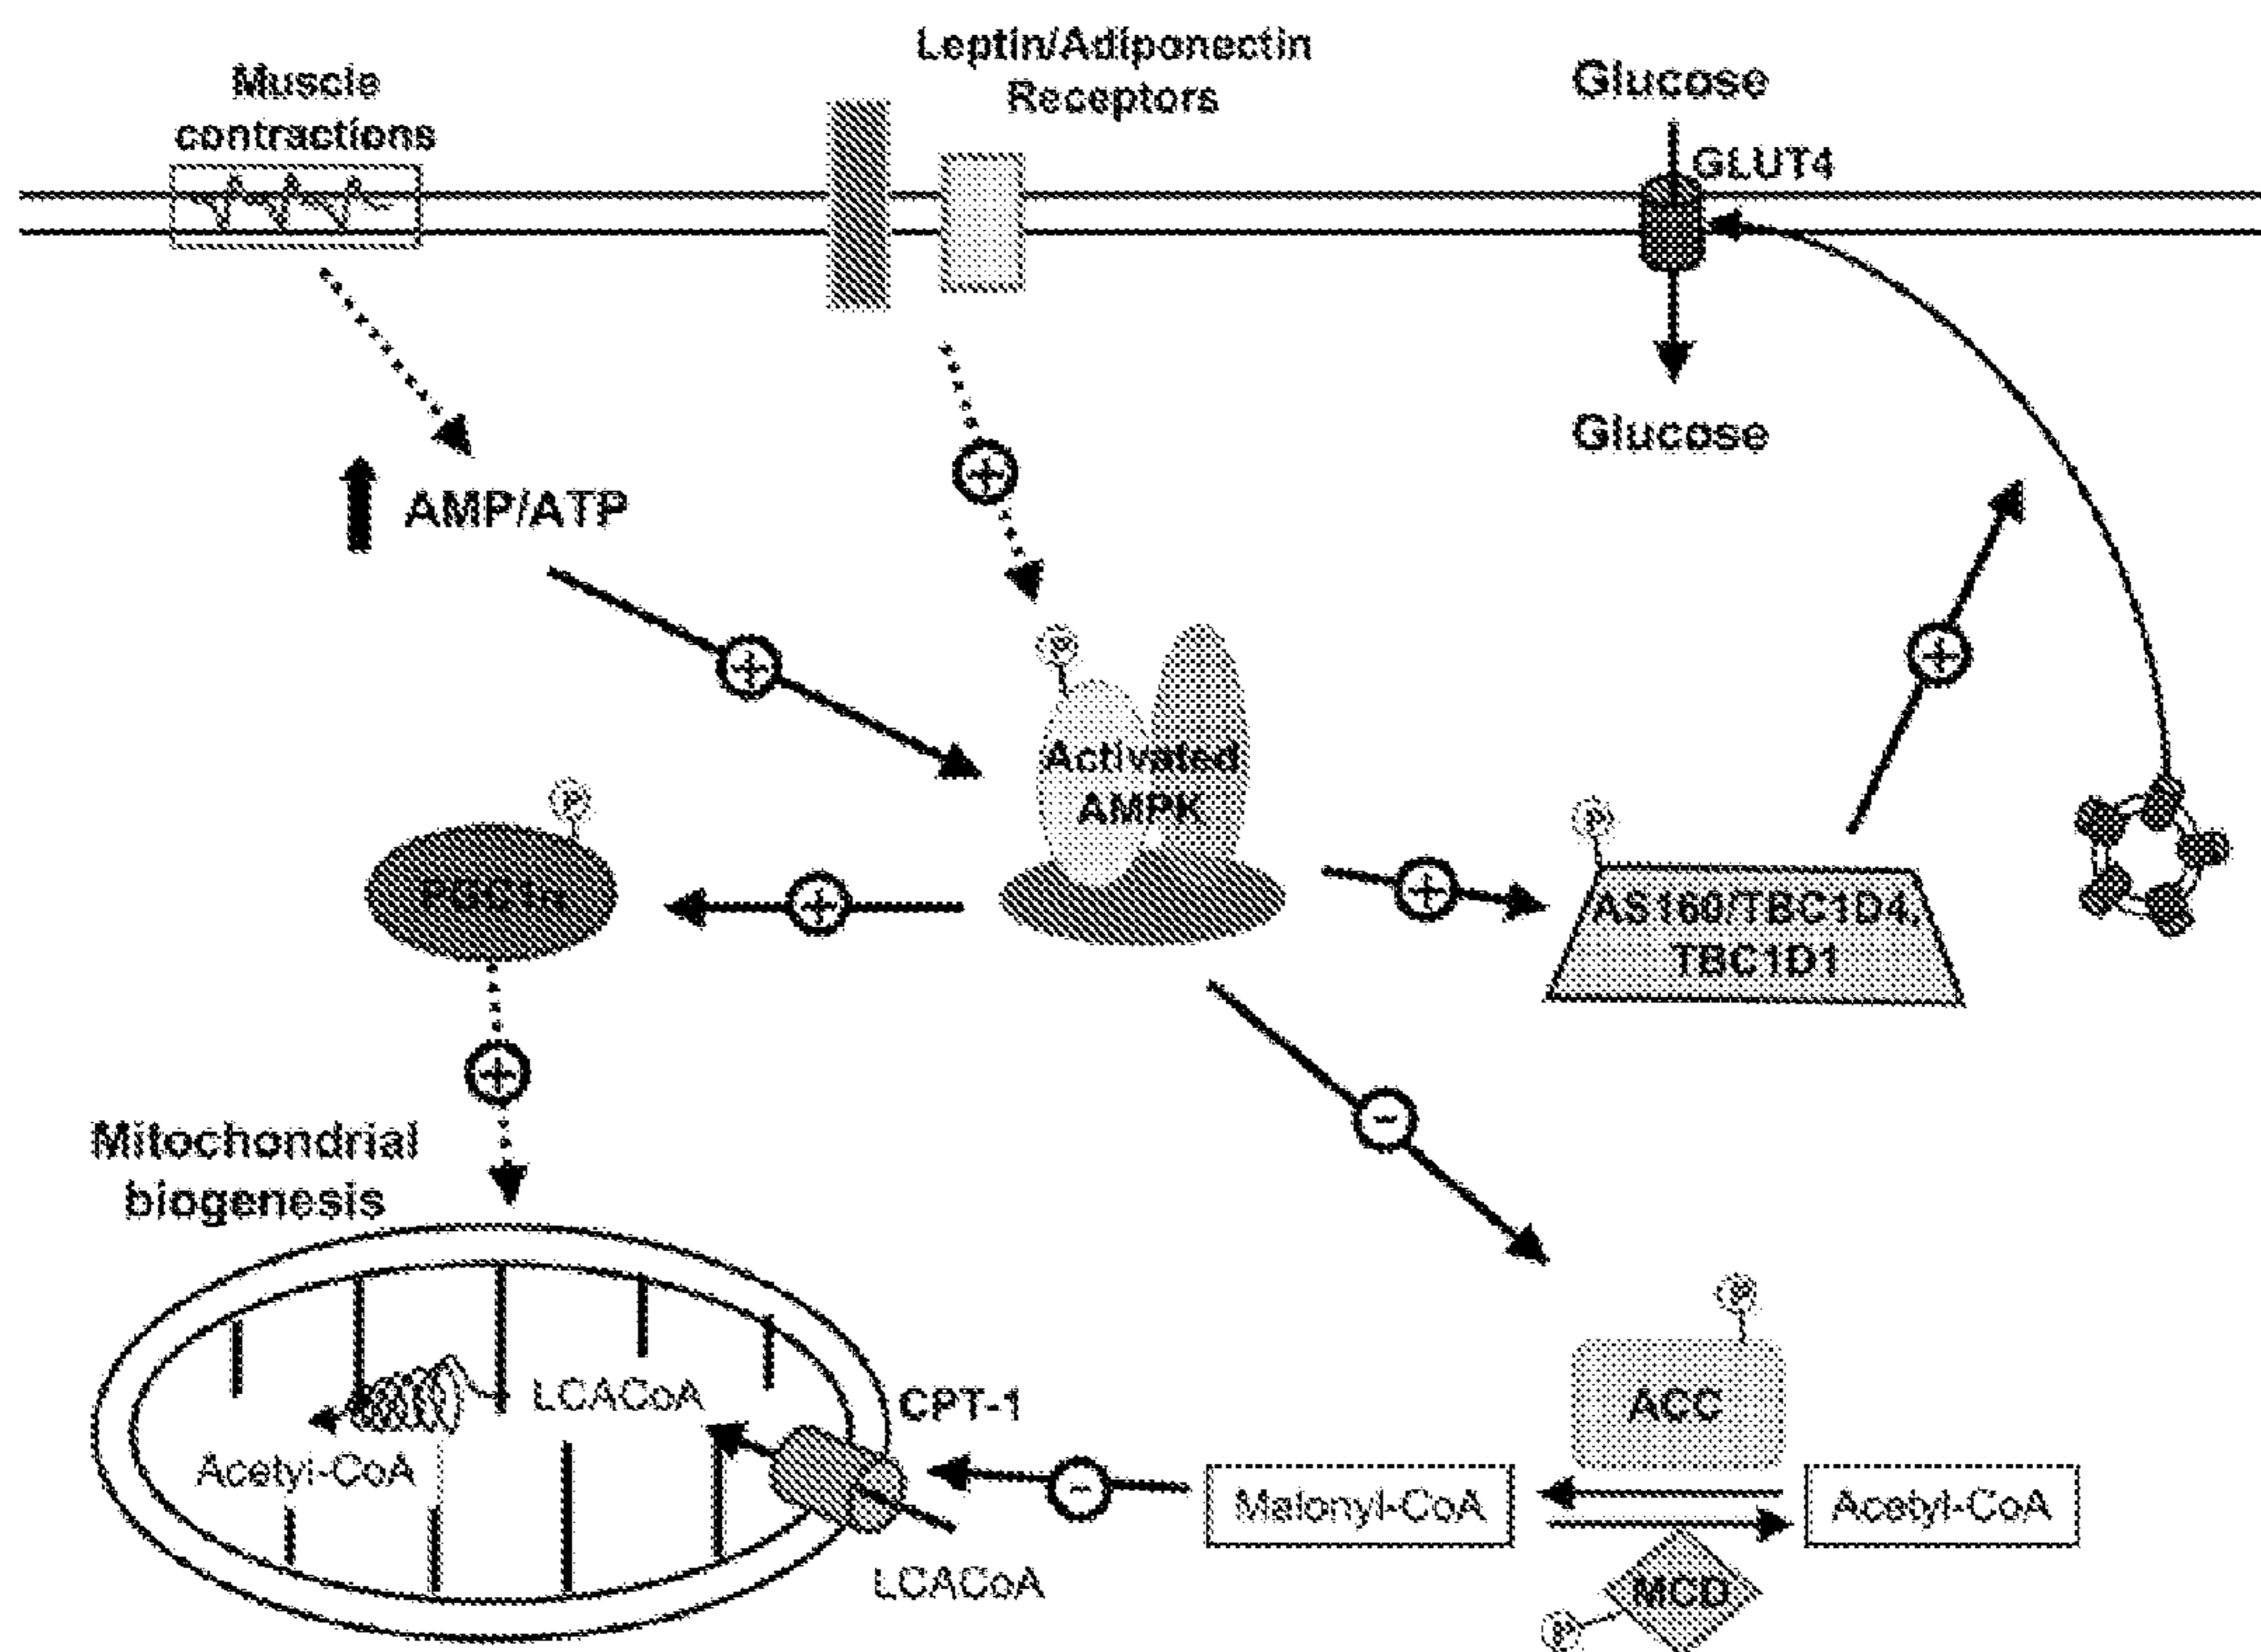 Muscle
contractions
Leptin/Adiponectin
Receptors
Glucose
GLUT4
Glucose
+
AMP/ATP
+
P
Activated
AMPK
+
P
PGC1α
+
+
P
AS160/TBC1D4,
TBC1D1
+
-
Mitochondrial
biogenesis
P
ACC
LCACoA
CPT-1
Acetyl-CoA
-
Malonyl-CoA
Acetyl-CoA
LCACoA
MCD
P